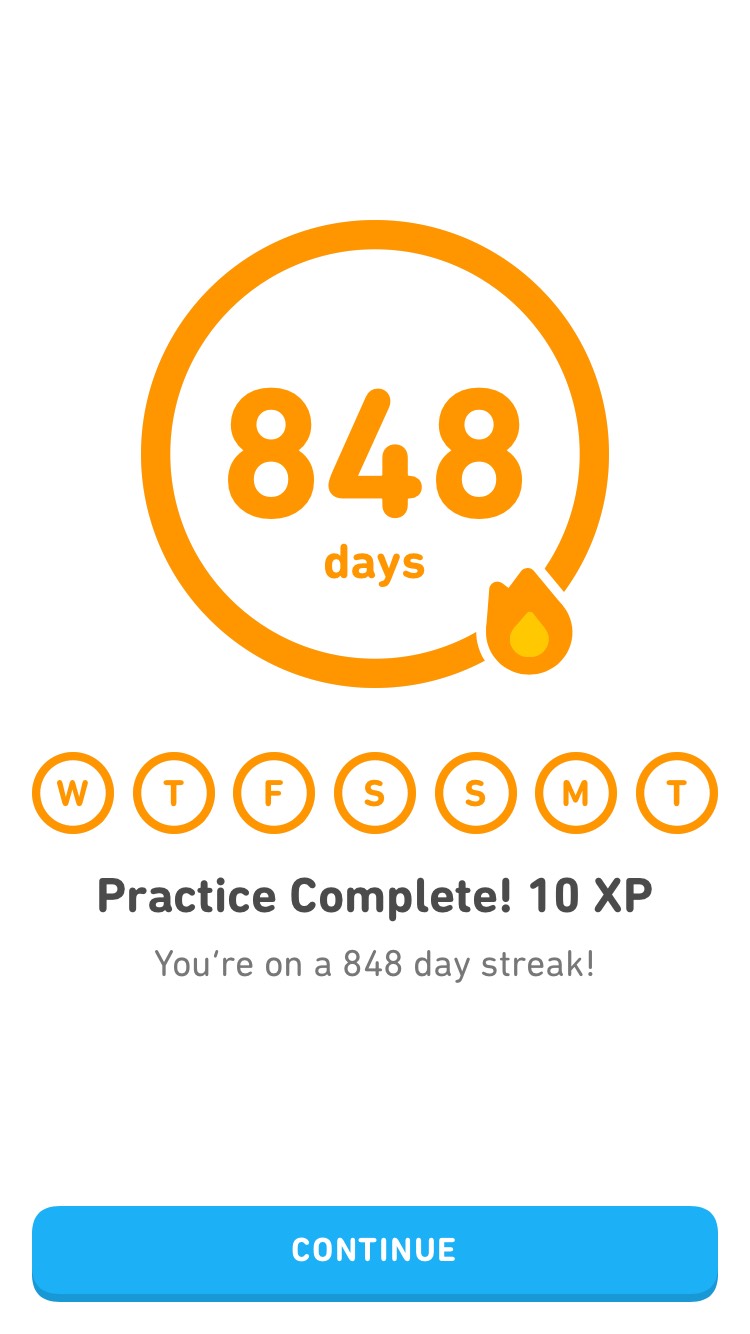 848
days
W T F S S M T
Practice Complete! 10 XP
You're on a 848 day streak!
CONTINUE